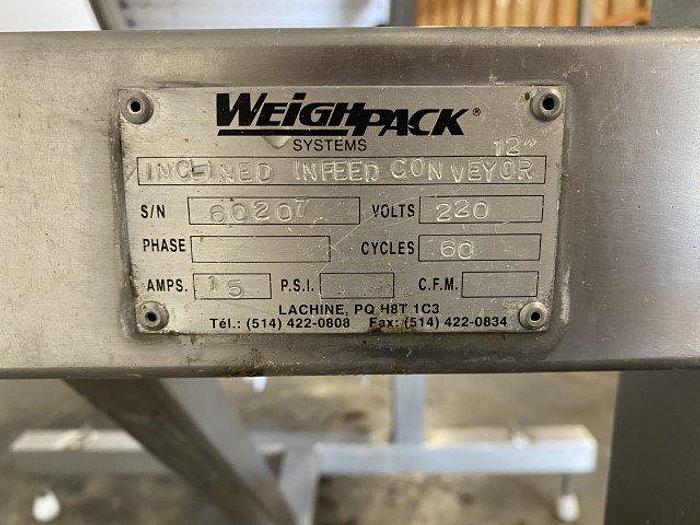 WEIGHPACK®
SYSTEMS
12"
INCLINED INFEED CONVEYOR
S/N 60207 VOLTS 220
PHASE CYCLES 60
AMPS. 15 P.S.I. C.F.M.
LACHINE, PQ H8T 1C3
Tél.: (514) 422-0808 Fax: (514) 422-0834